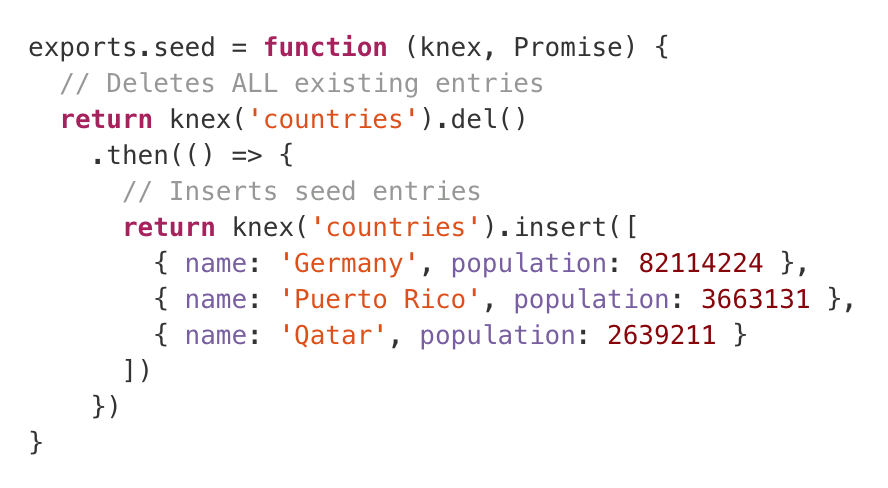 exports.seed = function (knex, Promise) {
  // Deletes ALL existing entries
  return knex('countries').del()
    .then(() => {
      // Inserts seed entries
      return knex('countries').insert([
        { name: 'Germany', population: 82114224 },
        { name: 'Puerto Rico', population: 3663131 },
        { name: 'Qatar', population: 2639211 }
      ])
    })
}